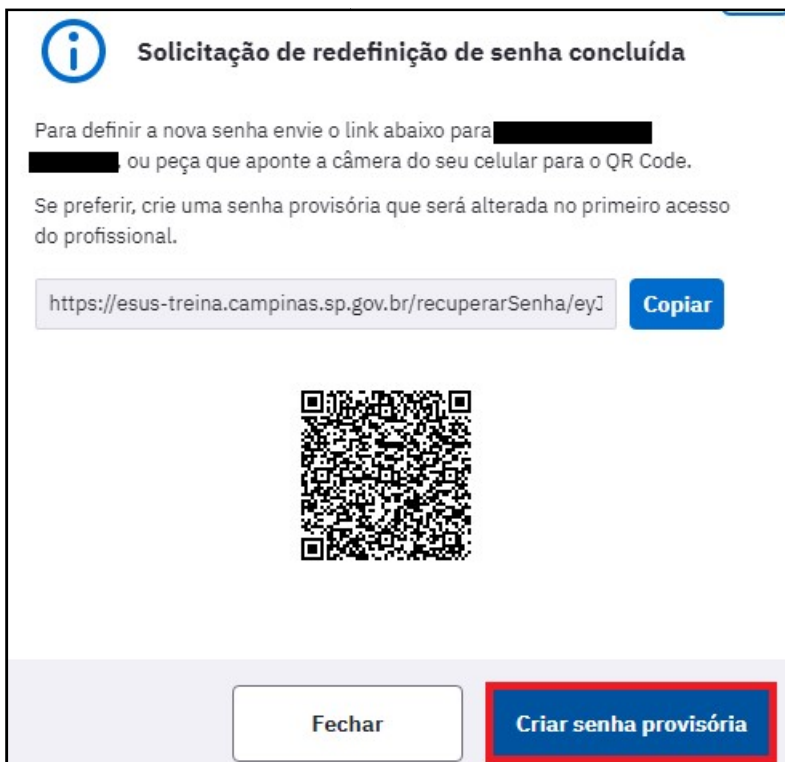 Solicitação de redefinição de senha concluída
Para definir a nova senha envie o link abaixo para
, ou peça que aponte a câmera do seu celular para o QR Code.
Se preferir, crie uma senha provisória que será alterada no primeiro acesso
do profissional.
https://esus-treina.campinas.sp.gov.br/recuperarSenha/eyJ
Copiar
Fechar
Criar senha provisória